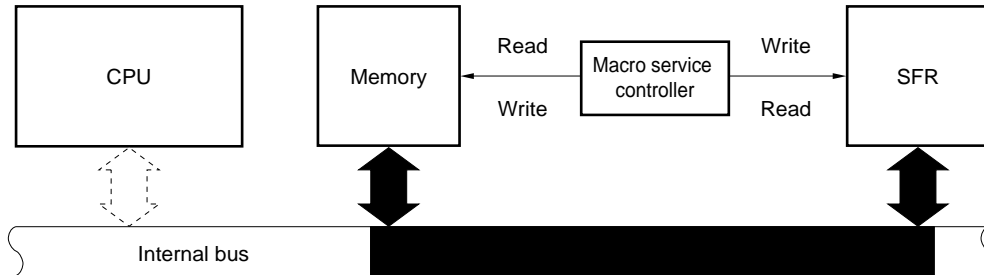 CPU
Memory
Read
Write
Macro service
controller
Write
Read
SFR
Internal bus